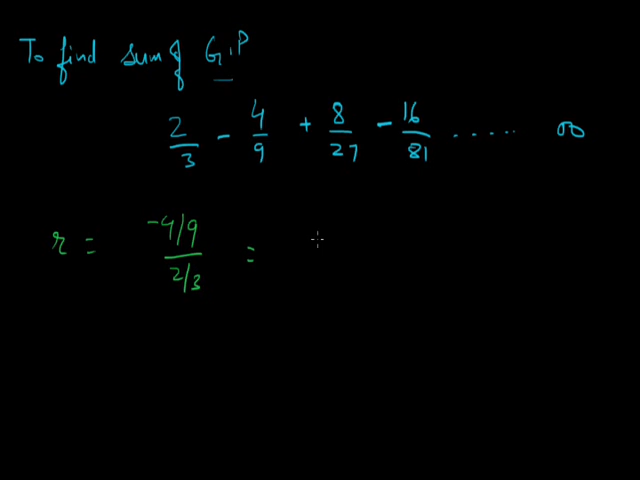 To find sum of G.P
2/3 - 4/9 + 8/27 - 16/81 ...... ∞
r = -4/9 / 2/3 =